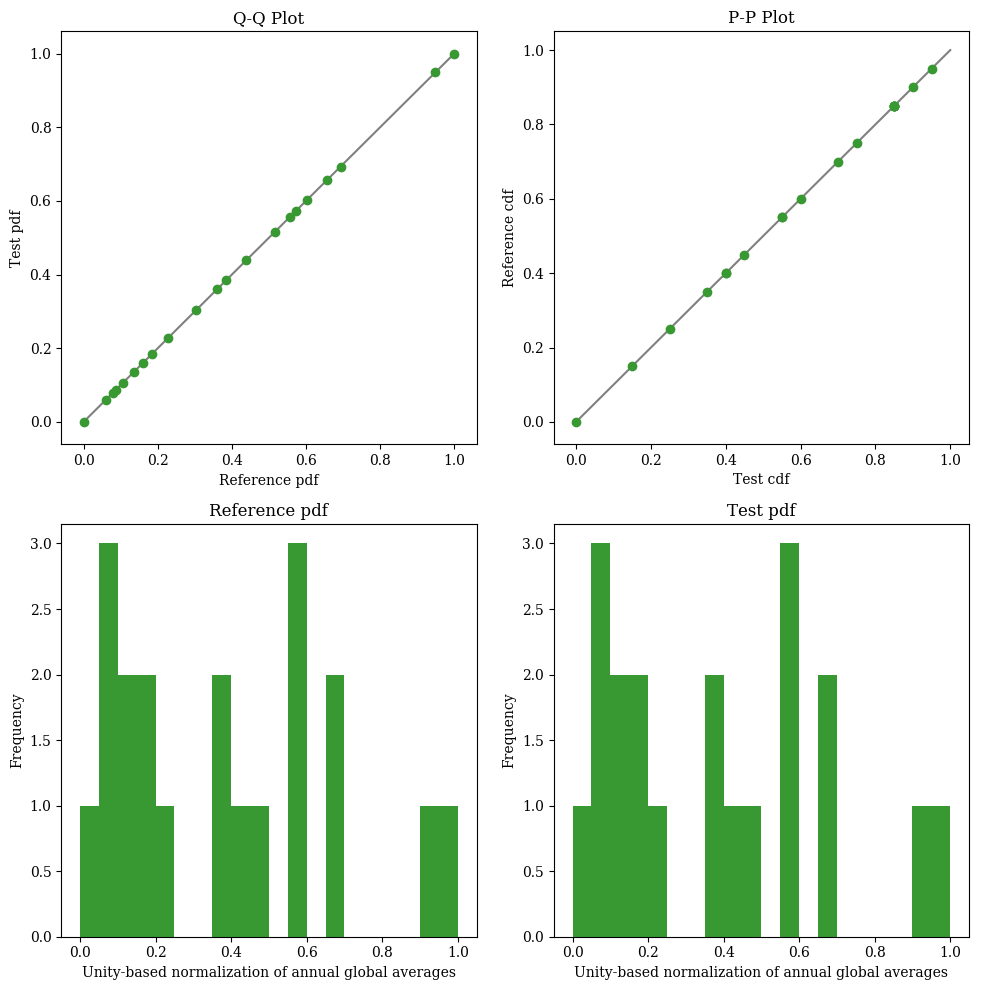 Q-Q Plot
1.0
0.8
0.6
0.4
0.2
0.0
Test pdf
0.0 0.2 0.4 0.6 0.8 1.0
Reference pdf
P-P Plot
1.0
0.8
0.6
0.4
0.2
0.0
Reference cdf
0.0 0.2 0.4 0.6 0.8 1.0
Test cdf
Reference pdf
3.0
2.5
2.0
1.5
1.0
0.5
0.0
Frequency
0.0 0.2 0.4 0.6 0.8 1.0
Unity-based normalization of annual global averages
Test pdf
3.0
2.5
2.0
1.5
1.0
0.5
0.0
Frequency
0.0 0.2 0.4 0.6 0.8 1.0
Unity-based normalization of annual global averages